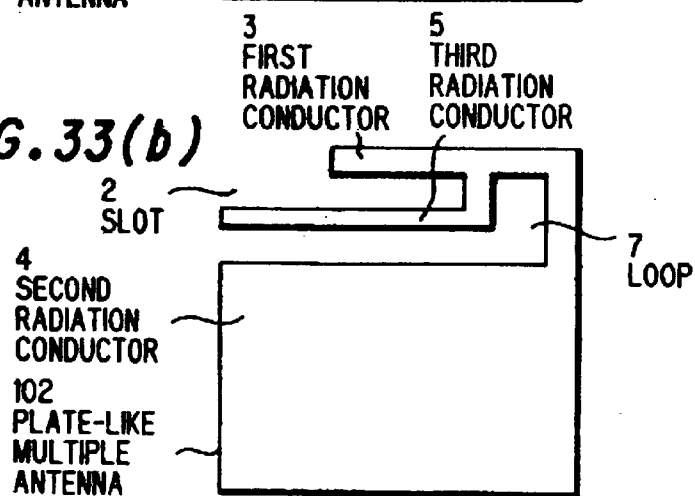 ANTENNA
3
FIRST
RADIATION
CONDUCTOR
5
THIRD
RADIATION
CONDUCTOR
G.33(b)
2
SLOT
7
LOOP
4
SECOND
RADIATION
CONDUCTOR
102
PLATE-LIKE
MULTIPLE
ANTENNA